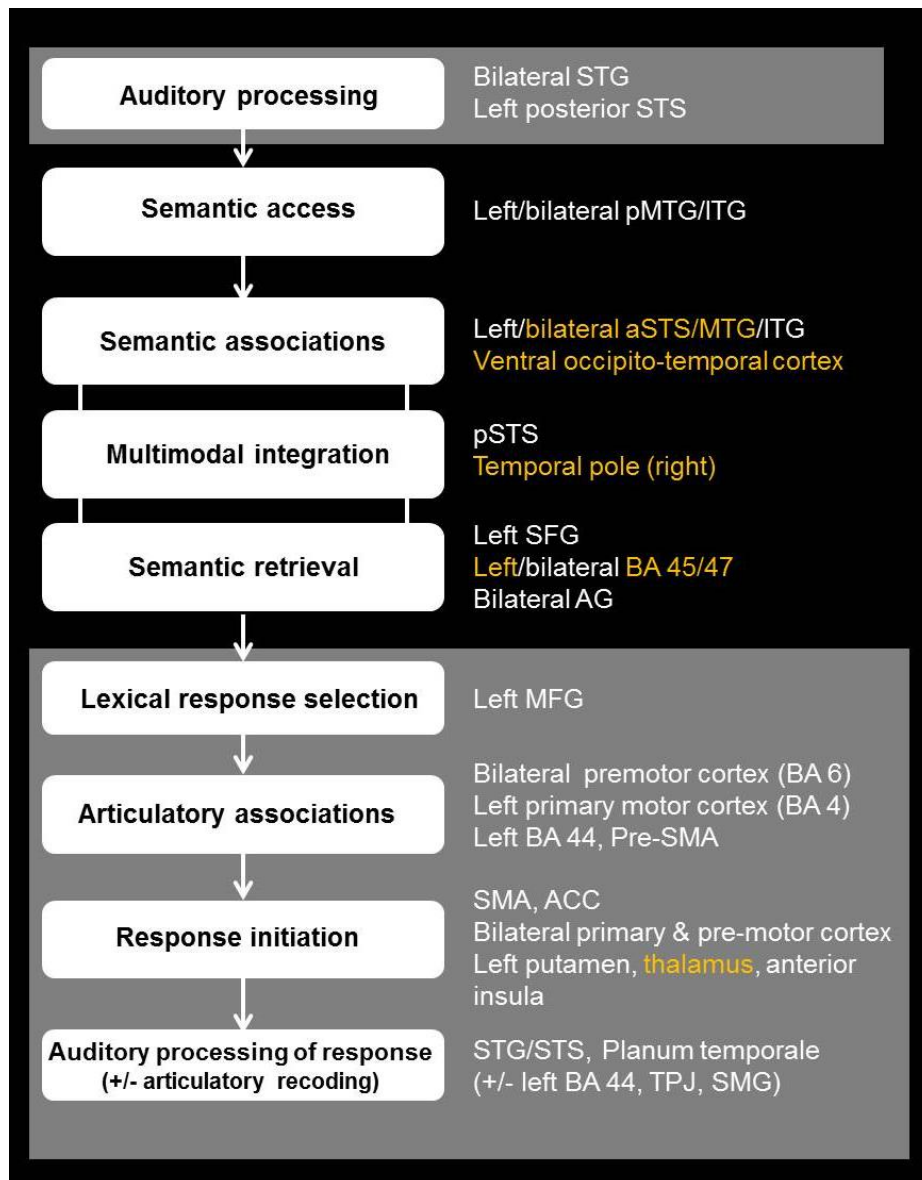 Auditory processing
Bilateral STG
Left posterior STS
Semantic access
Left/bilateral pMTG/ITG
Semantic associations
Left/bilateral aSTS/MTG/ITG
Ventral occipito-temporal cortex
Multimodal integration
pSTS
Temporal pole (right)
Semantic retrieval
Left SFG
Left/bilateral BA 45/47
Bilateral AG
Lexical response selection
Left MFG
Articulatory associations
Bilateral premotor cortex (BA 6)
Left primary motor cortex (BA 4)
Left BA 44, Pre-SMA
Response initiation
SMA, ACC
Bilateral primary & pre-motor cortex
Left putamen, thalamus, anterior
insula
Auditory processing of response
(+/- articulatory recoding)
STG/STS, Planum temporale
(+/- left BA 44, TPJ, SMG)